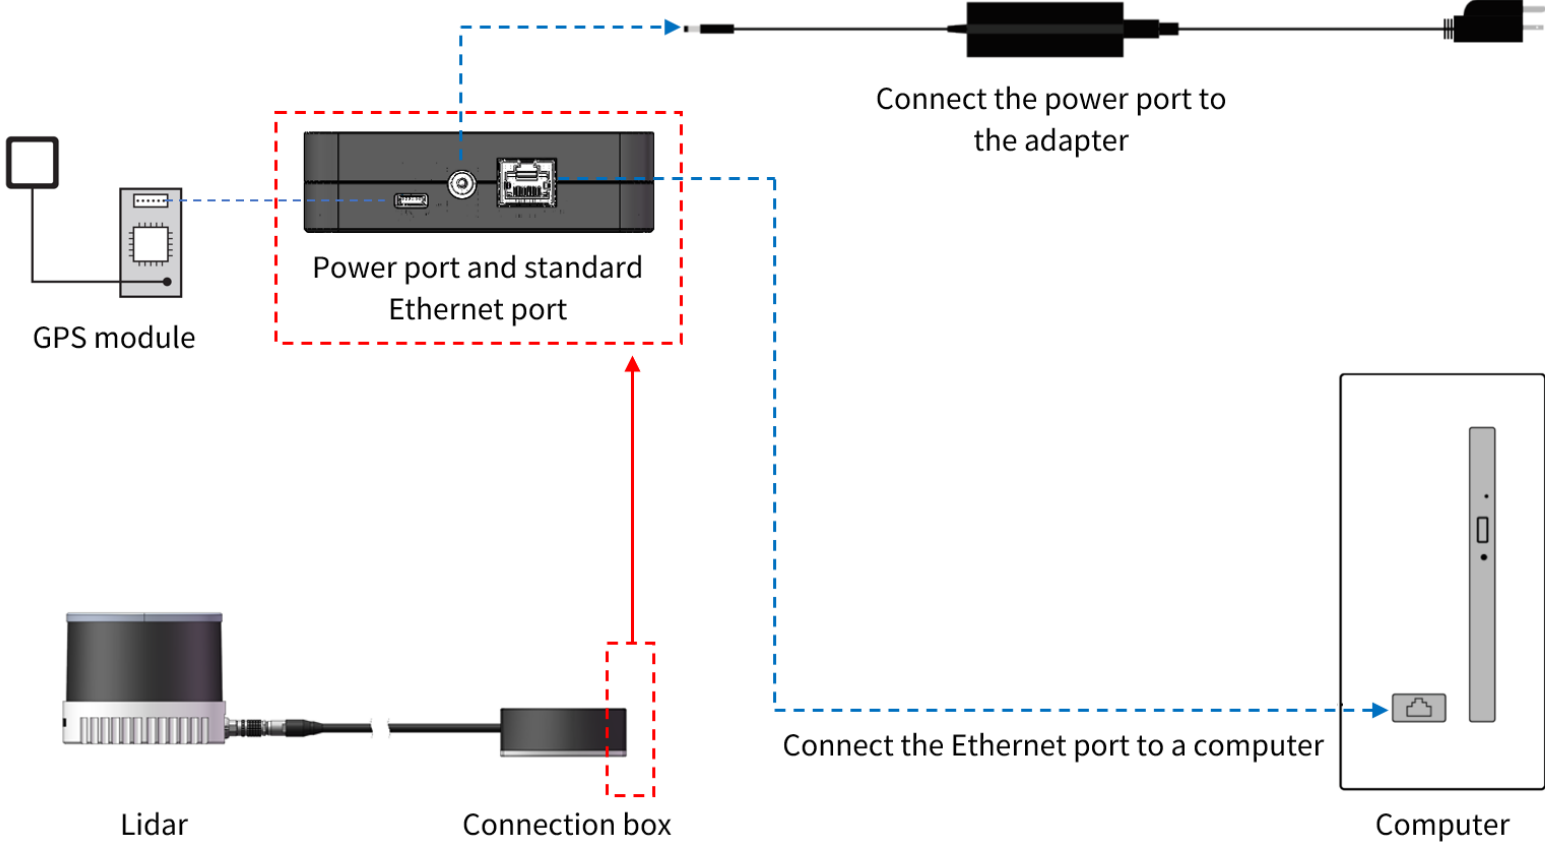 Connect the power port to
the adapter
Power port and standard
Ethernet port
GPS module
Connect the Ethernet port to a computer
Lidar
Connection box
Computer